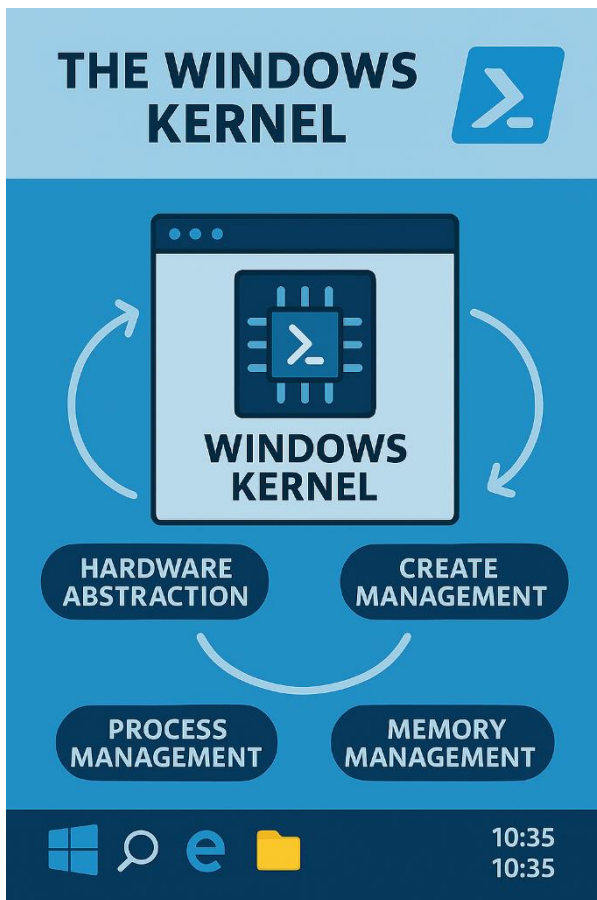 THE WINDOWS
KERNEL
WINDOWS
KERNEL
HARDWARE
ABSTRACTION
CREATE
MANAGEMENT
PROCESS
MANAGEMENT
MEMORY
MANAGEMENT
10:35
10:35